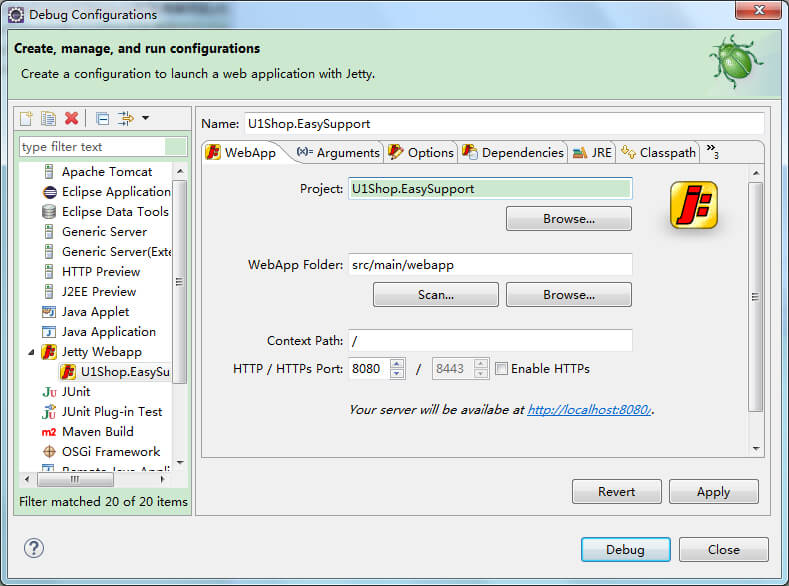 Debug Configurations
Create, manage, and run configurations
Create a configuration to launch a web application with Jetty.
type filter text
Apache Tomcat
Eclipse Application
Eclipse Data Tools
Generic Server
Generic Server(Exte
HTTP Preview
J2EE Preview
Java Applet
Java Application
Jetty Webapp
U1Shop.EasySu
JUnit
JUnit Plug-in Test
Maven Build
OSGi Framework
Remote Java Appli
Filter matched 20 of 20 items
Name: U1Shop.EasySupport
WebApp (x)= Arguments Options Dependencies JRE Classpath »3
Project: U1Shop.EasySupport
Browse...
WebApp Folder: src/main/webapp
Scan... Browse...
Context Path: /
HTTP / HTTPs Port: 8080 / 8443 Enable HTTPs
Your server will be availabe at http://localhost:8080/.
Revert Apply
? Debug Close